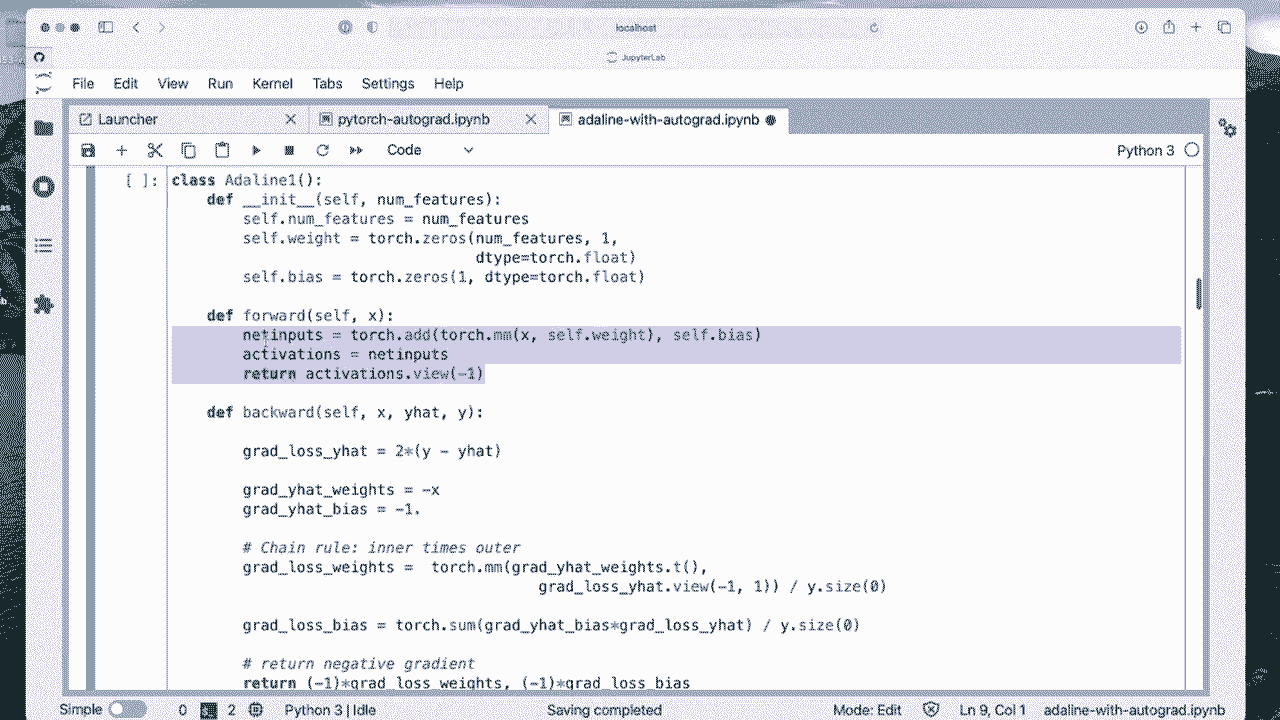 localhost
JupyterLab
File Edit View Run Kernel Tabs Settings Help
Launcher
pytorch-autograd.ipynb
adaline-with-autograd.ipynb
Code
Python 3
[ ]:
class Adaline1():
    def __init__(self, num_features):
        self.num_features = num_features
        self.weight = torch.zeros(num_features, 1,
                                  dtype=torch.float)
        self.bias = torch.zeros(1, dtype=torch.float)
    def forward(self, x):
        netinputs = torch.add(torch.mm(x, self.weight), self.bias)
        activations = netinputs
        return activations.view(-1)
    def backward(self, x, yhat, y):
        grad_loss_yhat = 2*(y - yhat)
        grad_yhat_weights = -x
        grad_yhat_bias = -1.
        # Chain rule: inner times outer
        grad_loss_weights =  torch.mm(grad_yhat_weights.t(),
                                         grad_loss_yhat.view(-1, 1)) / y.size(0)
        grad_loss_bias = torch.sum(grad_yhat_bias*grad_loss_yhat) / y.size(0)
        # return negative gradient
        return (-1)*grad_loss_weights, (-1)*grad_loss_bias
Simple 0 2 Python 3 | Idle Saving completed Mode: Edit Ln 9, Col 1 adaline-with-autograd.ipynb